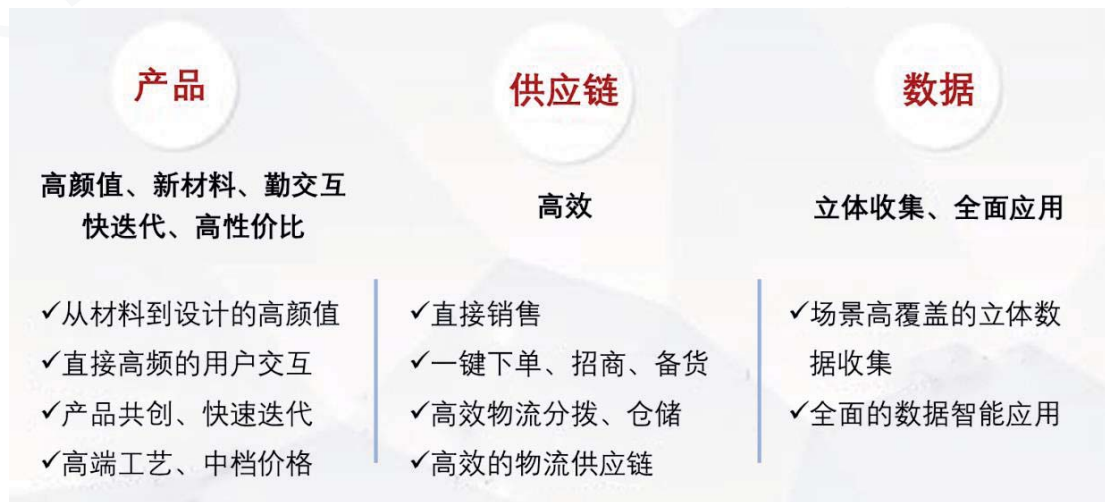 产品
高颜值、新材料、勤交互
快迭代、高性价比
✓从材料到设计的高颜值
✓直接高频的用户交互
✓产品共创、快速迭代
✓高端工艺、中档价格
供应链
高效
✓直接销售
✓一键下单、招商、备货
✓高效物流分拨、仓储
✓高效的物流供应链
数据
立体收集、全面应用
✓场景高覆盖的立体数
据收集
✓全面的数据智能应用